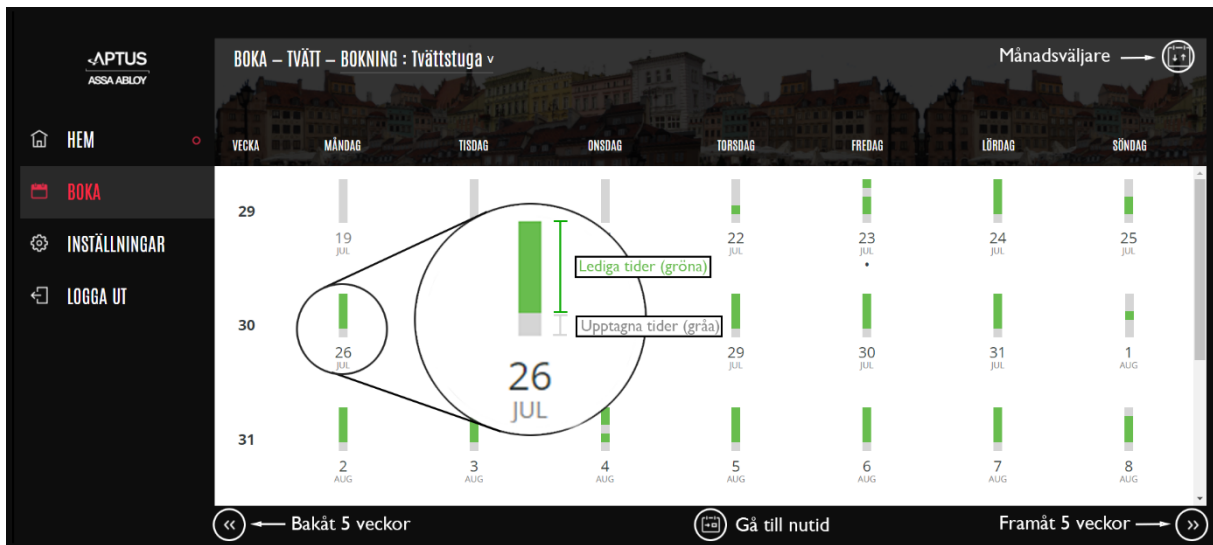 APTUS
ASSA ABLOY
HEM
BOKA
INSTÄLLNINGAR
LOGGA UT
BOKA – TVÄTT – BOKNING : Tvättstuga v
Månadsväljare
VECKA MÅNDAG TISDAG ONSDAG TORSDAG FREDAG LÖRDAG SÖNDAG
29
19 22 23 24 25
JUL JUL JUL JUL JUL
Lediga tider (gröna)
Upptagna tider (gråa)
26
JUL
30
26 29 30 31 1
JUL JUL JUL JUL AUG
31
2 3 4 5 6 7 8
AUG AUG AUG AUG AUG AUG AUG
Bakåt 5 veckor
Gå till nutid
Framåt 5 veckor